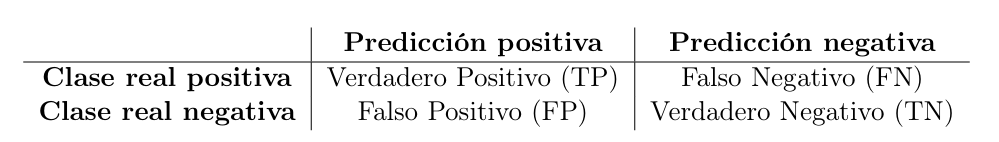 Predicción positiva Predicción negativa
Clase real positiva Verdadero Positivo (TP) Falso Negativo (FN)
Clase real negativa Falso Positivo (FP) Verdadero Negativo (TN)